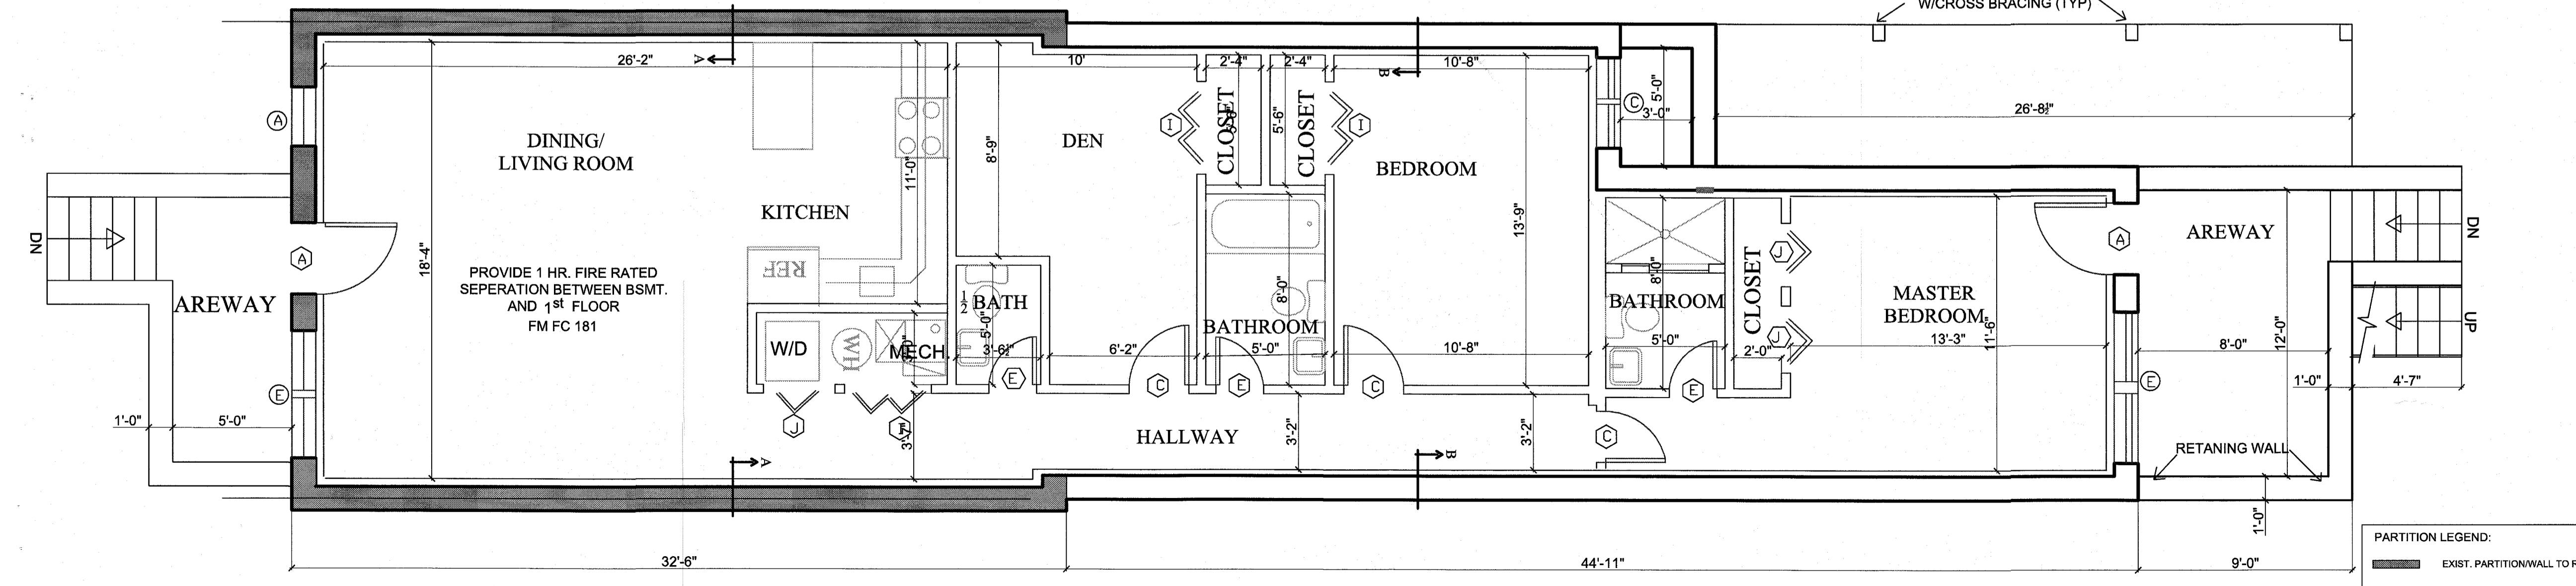 W/CROSS BRACING (TYP)
26'-2"
A
10'
2'-4"
2'-4"
B
10'-8"
5'-0"
C
3'-0"
26'-8½"
A
DINING/
LIVING ROOM
11'-0"
8'-9"
DEN
I
CLOSET
5'-6"
5'-6"
CLOSET
I
BEDROOM
13'-9"
KITCHEN
REF
18'-4"
DN
AREWAY
A
PROVIDE 1 HR. FIRE RATED
SEPERATION BETWEEN BSMT.
AND 1st FLOOR
FM FC 181
W/D
WH
MECH.
½ BATH
5'-0"
3'-6½"
E
6'-2"
C
8'-0"
BATHROOM
5'-0"
E
10'-8"
C
8'-0"
BATHROOM
5'-0"
E
CLOSET
2'-0"
J
J
MASTER
BEDROOM
13'-3"
11'-6"
A
AREWAY
E
8'-0"
12'-0"
DN
UP
1'-0"
4'-7"
E
1'-0"
5'-0"
J
3'-7"
A
HALLWAY
3'-2"
B
3'-2"
C
RETANING WALL
1'-0"
32'-6"
44'-11"
9'-0"
PARTITION LEGEND:
EXIST. PARTITION/WALL TO